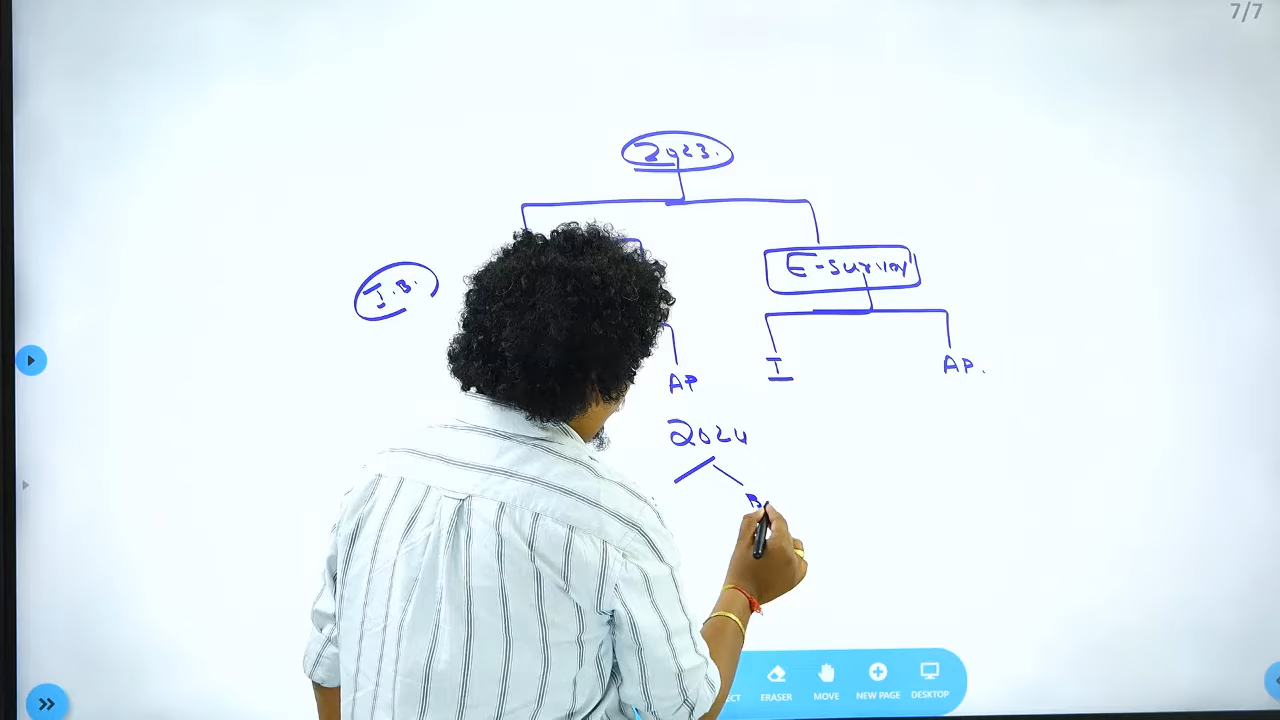 7/7
2023.
I.B.
E-survey
AP
I
AP.
2024
B
ERASER
MOVE
NEW PAGE
DESKTOP